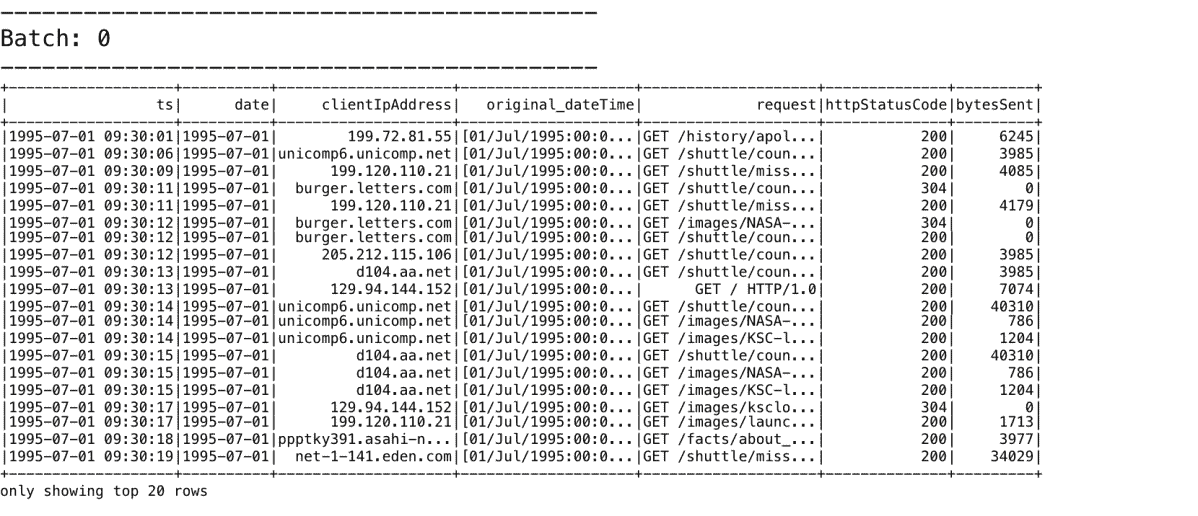 -------------------------------------------
Batch: 0
-------------------------------------------
+-------------------+----------+--------------------+--------------------+--------------------+--------------+---------+
|                 ts|      date|     clientIpAddress|   original_dateTime|             request|httpStatusCode|bytesSent|
+-------------------+----------+--------------------+--------------------+--------------------+--------------+---------+
|1995-07-01 09:30:01|1995-07-01|        199.72.81.55|[01/Jul/1995:00:0...|GET /history/apol...|           200|     6245|
|1995-07-01 09:30:06|1995-07-01|unicomp6.unicomp.net|[01/Jul/1995:00:0...|GET /shuttle/coun...|           200|     3985|
|1995-07-01 09:30:09|1995-07-01|      199.120.110.21|[01/Jul/1995:00:0...|GET /shuttle/miss...|           200|     4085|
|1995-07-01 09:30:11|1995-07-01|  burger.letters.com|[01/Jul/1995:00:0...|GET /shuttle/coun...|           304|        0|
|1995-07-01 09:30:11|1995-07-01|      199.120.110.21|[01/Jul/1995:00:0...|GET /shuttle/miss...|           200|     4179|
|1995-07-01 09:30:12|1995-07-01|  burger.letters.com|[01/Jul/1995:00:0...|GET /images/NASA-...|           304|        0|
|1995-07-01 09:30:12|1995-07-01|  burger.letters.com|[01/Jul/1995:00:0...|GET /shuttle/coun...|           200|        0|
|1995-07-01 09:30:12|1995-07-01|     205.212.115.106|[01/Jul/1995:00:0...|GET /shuttle/coun...|           200|     3985|
|1995-07-01 09:30:13|1995-07-01|         d104.aa.net|[01/Jul/1995:00:0...|GET /shuttle/coun...|           200|     3985|
|1995-07-01 09:30:13|1995-07-01|      129.94.144.152|[01/Jul/1995:00:0...|      GET / HTTP/1.0|           200|     7074|
|1995-07-01 09:30:14|1995-07-01|unicomp6.unicomp.net|[01/Jul/1995:00:0...|GET /shuttle/coun...|           200|    40310|
|1995-07-01 09:30:14|1995-07-01|unicomp6.unicomp.net|[01/Jul/1995:00:0...|GET /images/NASA-...|           200|      786|
|1995-07-01 09:30:14|1995-07-01|unicomp6.unicomp.net|[01/Jul/1995:00:0...|GET /images/KSC-l...|           200|     1204|
|1995-07-01 09:30:15|1995-07-01|         d104.aa.net|[01/Jul/1995:00:0...|GET /shuttle/coun...|           200|    40310|
|1995-07-01 09:30:15|1995-07-01|         d104.aa.net|[01/Jul/1995:00:0...|GET /images/NASA-...|           200|      786|
|1995-07-01 09:30:15|1995-07-01|         d104.aa.net|[01/Jul/1995:00:0...|GET /images/KSC-l...|           200|     1204|
|1995-07-01 09:30:17|1995-07-01|      129.94.144.152|[01/Jul/1995:00:0...|GET /images/ksclo...|           304|        0|
|1995-07-01 09:30:17|1995-07-01|      199.120.110.21|[01/Jul/1995:00:0...|GET /images/launc...|           200|     1713|
|1995-07-01 09:30:18|1995-07-01|ppptky391.asahi-n...|[01/Jul/1995:00:0...|GET /facts/about_...|           200|     3977|
|1995-07-01 09:30:19|1995-07-01|  net-1-141.eden.com|[01/Jul/1995:00:0...|GET /shuttle/miss...|           200|    34029|
+-------------------+----------+--------------------+--------------------+--------------------+--------------+---------+
only showing top 20 rows